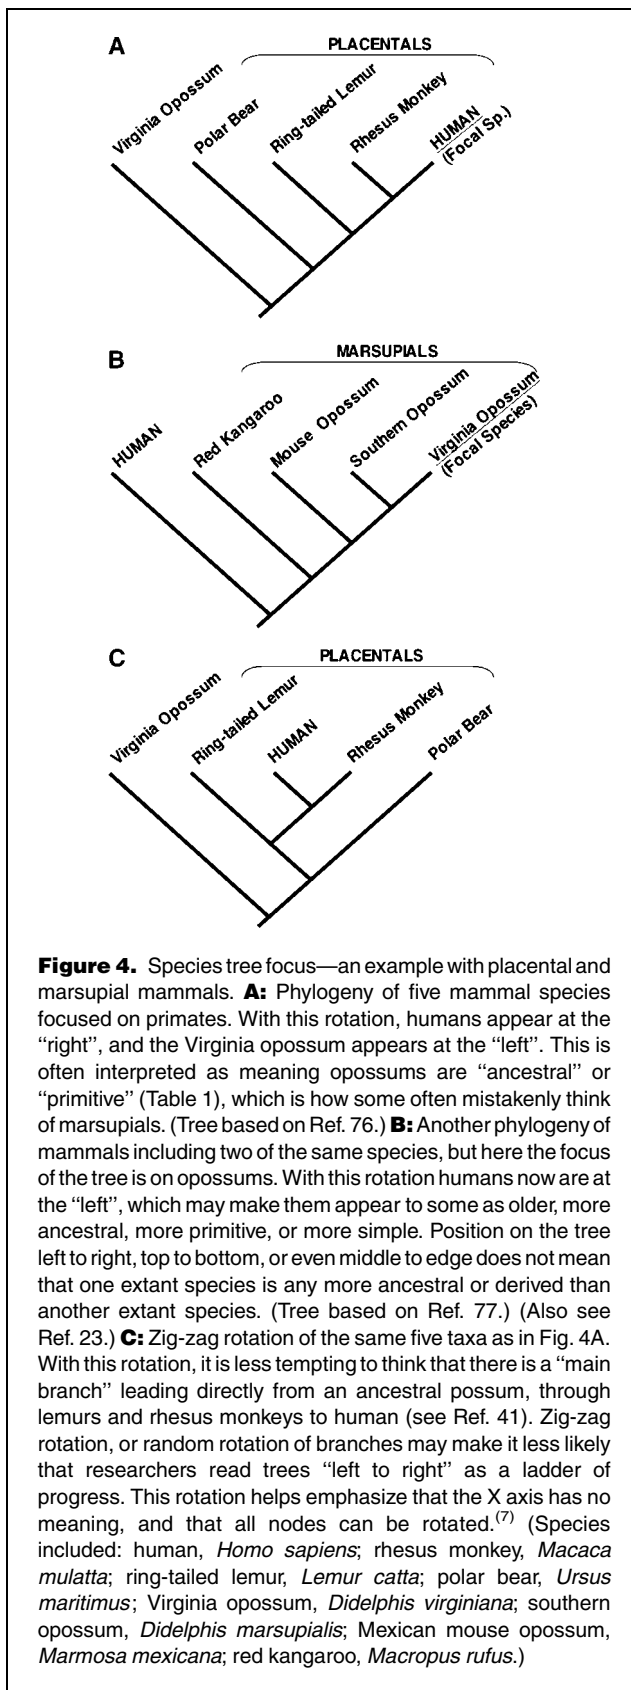 A
PLACENTALS
Virginia Opossum
Polar Bear
Ring-tailed Lemur
Rhesus Monkey
HUMAN
(Focal Sp.)
B
MARSUPIALS
HUMAN
Red Kangaroo
Mouse Opossum
Southern Opossum
Virginia Opossum
(Focal Species)
C
PLACENTALS
Virginia Opossum
Ring-tailed Lemur
HUMAN
Rhesus Monkey
Polar Bear
Figure 4. Species tree focus—an example with placental and
marsupial mammals. A: Phylogeny of five mammal species
focused on primates. With this rotation, humans appear at the
‘‘right’’, and the Virginia opossum appears at the ‘‘left’’. This is
often interpreted as meaning opossums are ‘‘ancestral’’ or
‘‘primitive’’ (Table 1), which is how some often mistakenly think
of marsupials. (Tree based on Ref. 76.) B: Another phylogeny of
mammals including two of the same species, but here the focus
of the tree is on opossums. With this rotation humans now are at
the ‘‘left’’, which may make them appear to some as older, more
ancestral, more primitive, or more simple. Position on the tree
left to right, top to bottom, or even middle to edge does not mean
that one extant species is any more ancestral or derived than
another extant species. (Tree based on Ref. 77.) (Also see
Ref. 23.) C: Zig-zag rotation of the same five taxa as in Fig. 4A.
With this rotation, it is less tempting to think that there is a ‘‘main
branch’’ leading directly from an ancestral possum, through
lemurs and rhesus monkeys to human (see Ref. 41). Zig-zag
rotation, or random rotation of branches may make it less likely
that researchers read trees ‘‘left to right’’ as a ladder of
progress. This rotation helps emphasize that the X axis has no
meaning, and that all nodes can be rotated.(7) (Species
included: human, Homo sapiens; rhesus monkey, Macaca
mulatta; ring-tailed lemur, Lemur catta; polar bear, Ursus
maritimus; Virginia opossum, Didelphis virginiana; southern
opossum, Didelphis marsupialis; Mexican mouse opossum,
Marmosa mexicana; red kangaroo, Macropus rufus.)